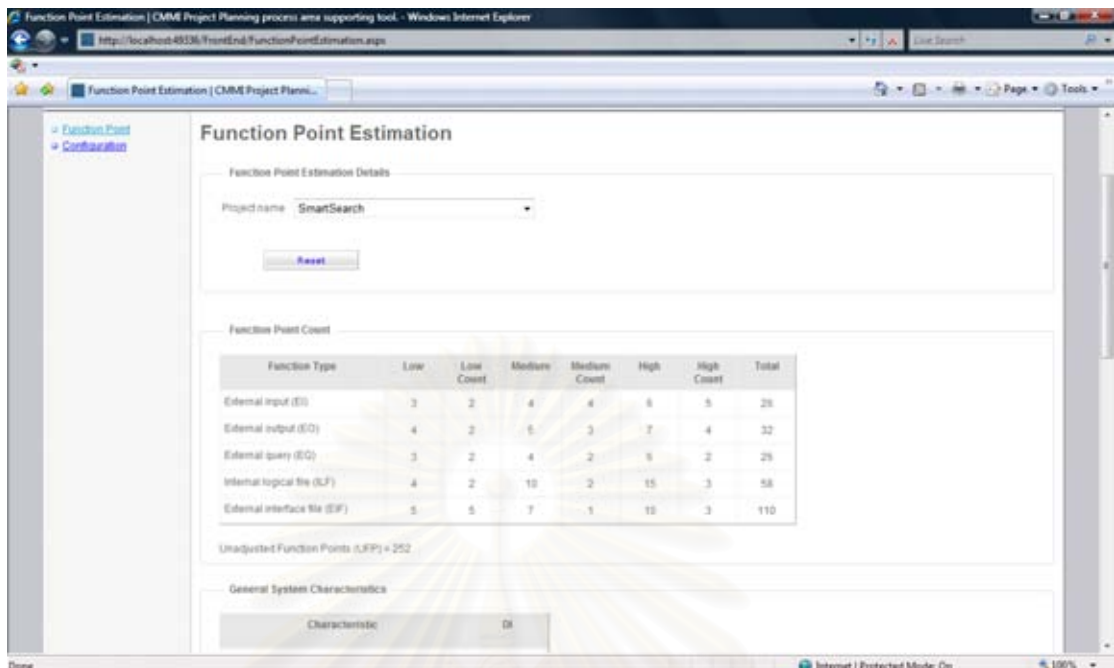 Function Point Estimation | CMMI Project Planning process area supporting tool. - Windows Internet Explorer
http://localhost:49336/FrontEnd/FunctionPointEstimation.aspx
Live Search
Function Point Estimation | CMMI Project Planni...
Page Tools
Function Point
Configuration
Function Point Estimation
Function Point Estimation Details
Project name SmartSearch
Reset
Function Point Count
Function Type Low Low Count Medium Medium Count High High Count Total
External input (EI) 3 2 4 4 6 5
External output (EO) 4 2 5 3 7 4 32
External query (EQ) 3 2 4 2 2
Internal logical file (ILF) 4 2 10 2 15 3 58
External interface file (EIF) 5 5 7 1 10 3 110
Unadjusted Function Points (UFP) = 252
General System Characteristics
Characteristic DI
Done
Internet | Protected Mode: On
100%